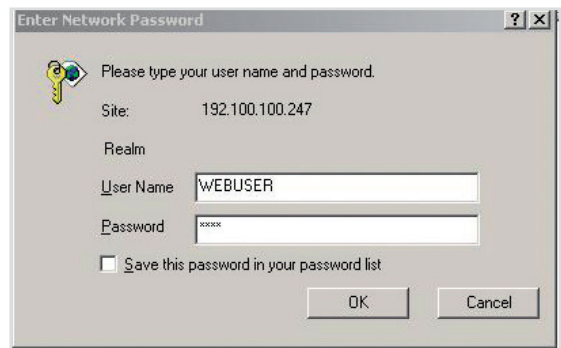 Enter Network Password
? X
Please type your user name and password.
Site: 192.100.100.247
Realm
User Name WEBUSER
Password xxxx
Save this password in your password list
OK Cancel